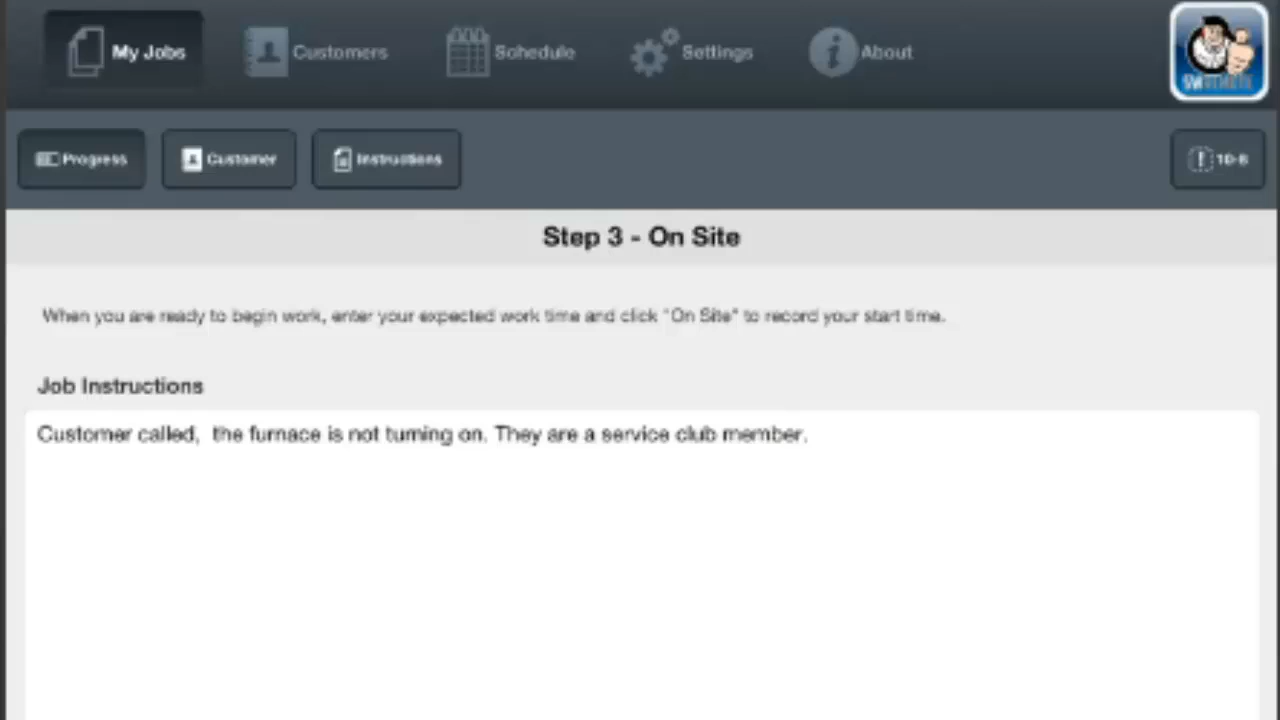 My Jobs
Customers
Schedule
Settings
About
Progress
Customer
Instructions
10-6
Step 3 - On Site
When you are ready to begin work, enter your expected work time and click "On Site" to record your start time.
Job Instructions
Customer called,  the furnace is not turning on. They are a service club member.